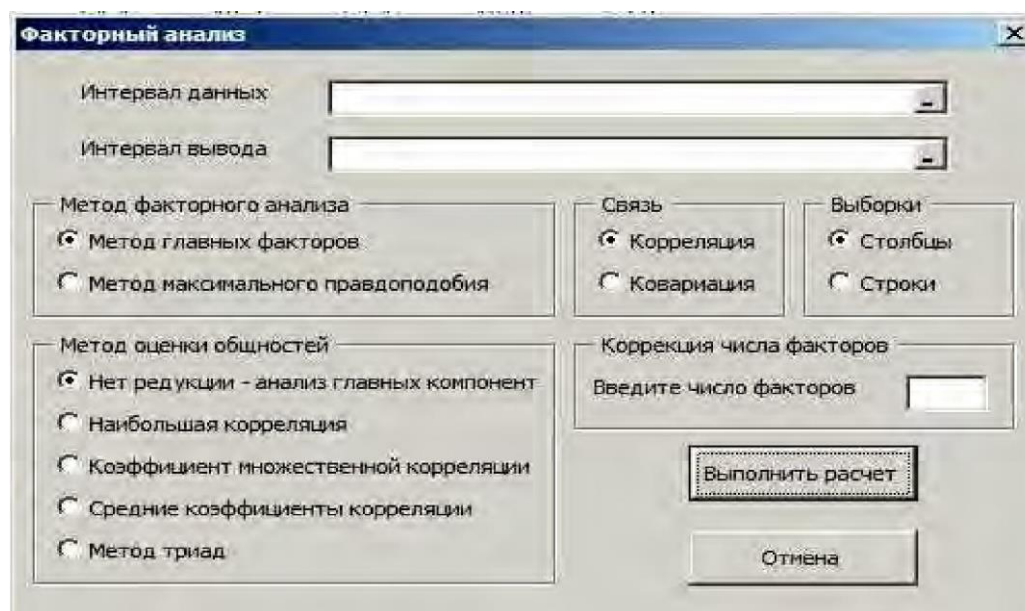 Факторный анализ
Интервал данных
Интервал вывода
Метод факторного анализа
Метод главных факторов
Метод максимального правдоподобия
Связь
Корреляция
Ковариация
Выборки
Столбцы
Строки
Метод оценки общностей
Нет редукции - анализ главных компонент
Наибольшая корреляция
Коэффициент множественной корреляции
Средние коэффициенты корреляции
Метод триад
Коррекция числа факторов
Введите число факторов
Выполнить расчет
Отмена